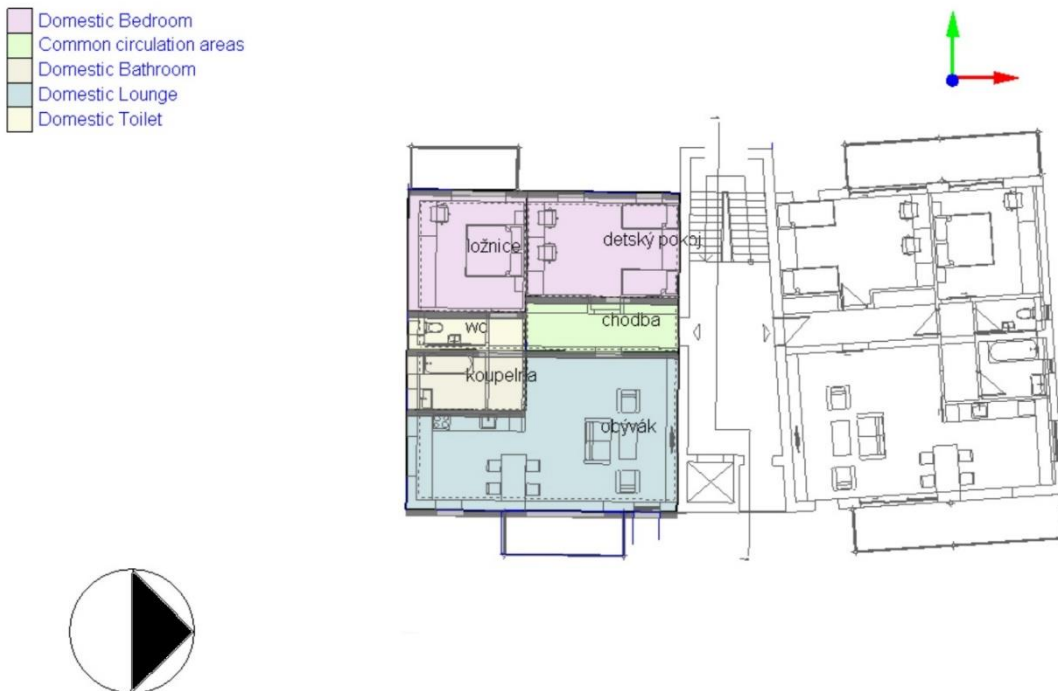 Domestic Bedroom
Common circulation areas
Domestic Bathroom
Domestic Lounge
Domestic Toilet
ložnice
detský pokoj
wc
chodba
koupelna
obývák